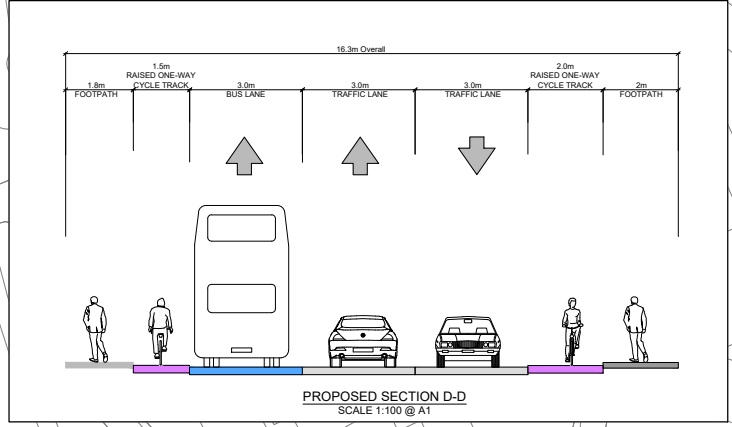 16.3m Overall
1.8m
FOOTPATH
1.5m
RAISED ONE-WAY
CYCLE TRACK
3.0m
BUS LANE
3.0m
TRAFFIC LANE
3.0m
TRAFFIC LANE
2.0m
RAISED ONE-WAY
CYCLE TRACK
2m
FOOTPATH
PROPOSED SECTION D-D
SCALE 1:100 @ A1